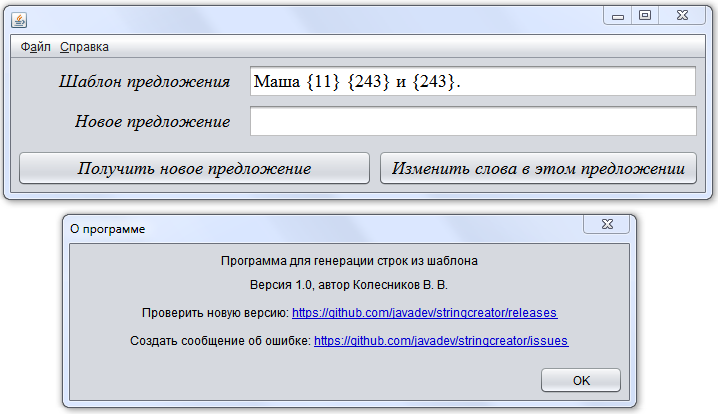 Файл Справка
Шаблон предложения Маша {11} {243} и {243}.
Новое предложение
Получить новое предложение Изменить слова в этом предложении
О программе
Программа для генерации строк из шаблона
Версия 1.0, автор Колесников В. В.
Проверить новую версию: https://github.com/javadev/stringcreator/releases
Создать сообщение об ошибке: https://github.com/javadev/stringcreator/issues
OK